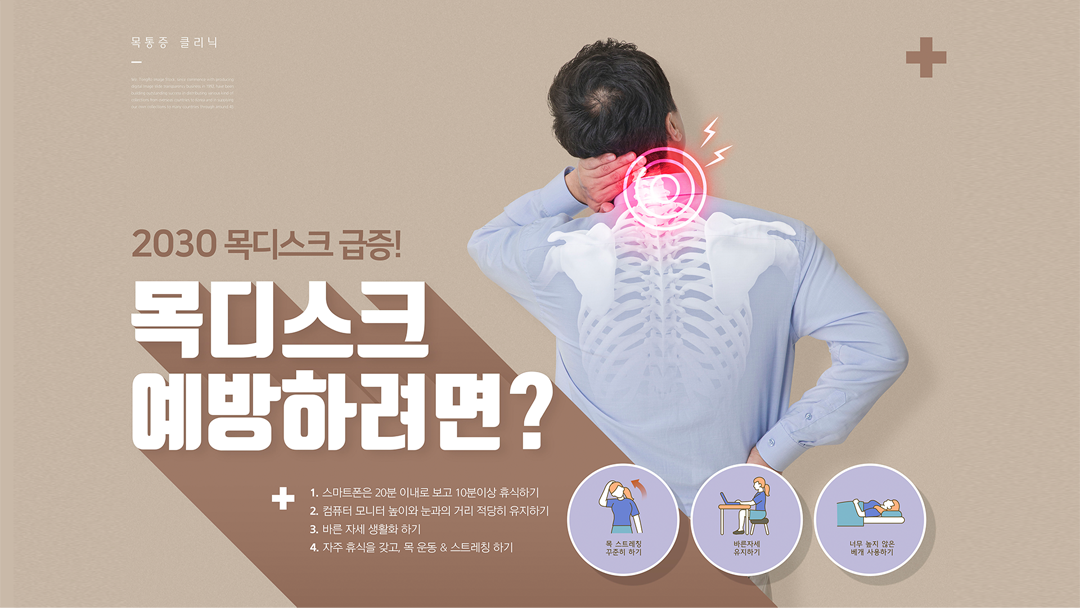 목통증 클리닉
2030 목디스크 급증!
목디스크
예방하려면?
1. 스마트폰은 20분 이내로 보고 10분이상 휴식하기
2. 컴퓨터 모니터 높이와 눈과의 거리 적당히 유지하기
3. 바른 자세 생활화 하기
4. 자주 휴식을 갖고, 목 운동 & 스트레칭 하기
목 스트레칭
꾸준히 하기
바른자세
유지하기
너무 높지 않은
베개 사용하기